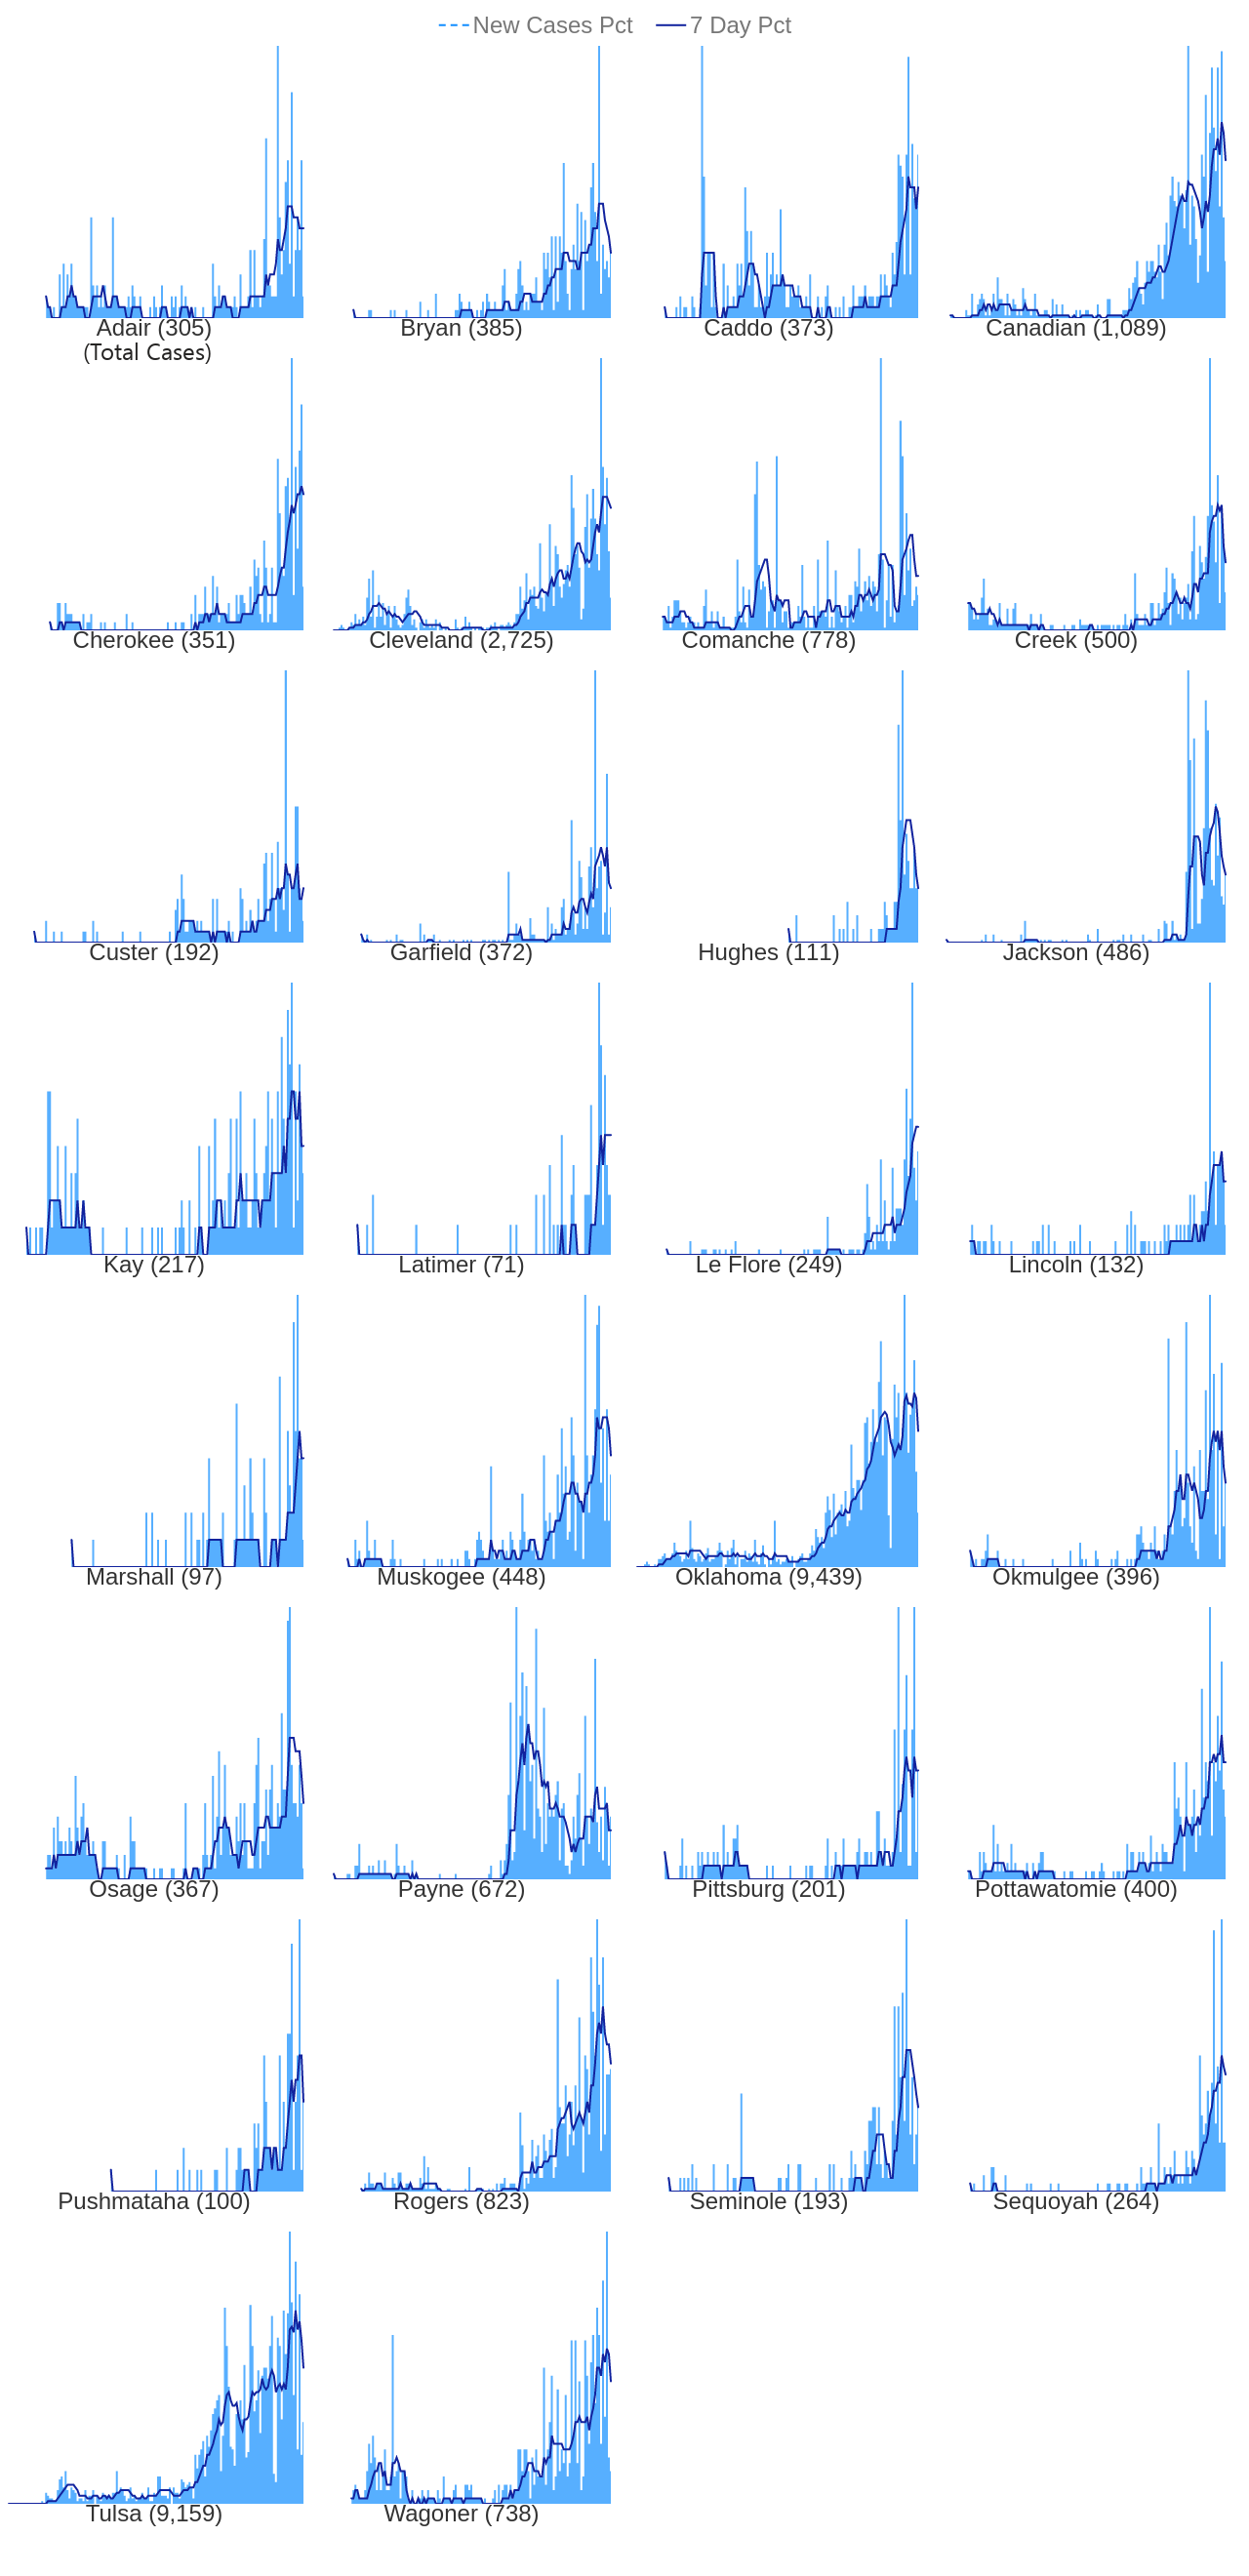 New Cases Pct 7 Day Pct
Adair (305) Bryan (385) Caddo (373) Canadian (1,089)
(Total Cases)
Cherokee (351) Cleveland (2,725) Comanche (778) Creek (500)
Custer (192) Garfield (372) Hughes (111) Jackson (486)
Kay (217) Latimer (71) Le Flore (249) Lincoln (132)
Marshall (97) Muskogee (448) Oklahoma (9,439) Okmulgee (396)
Osage (367) Payne (672) Pittsburg (201) Pottawatomie (400)
Pushmataha (100) Rogers (823) Seminole (193) Sequoyah (264)
Tulsa (9,159) Wagoner (738)